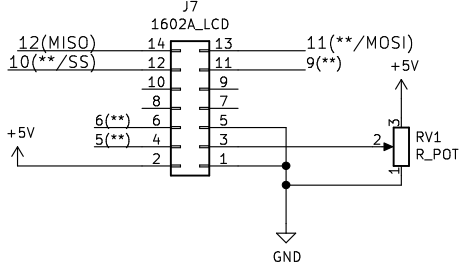 J7
1602A_LCD
12(MISO) 14 13 11(**/MOSI)
10(**/SS) 12 11 9(**)
+5V
10 9
8 7
6(**) 6 5
+5V
3
5(**) 4 3 2 RV1
R_POT
2 1 1
GND